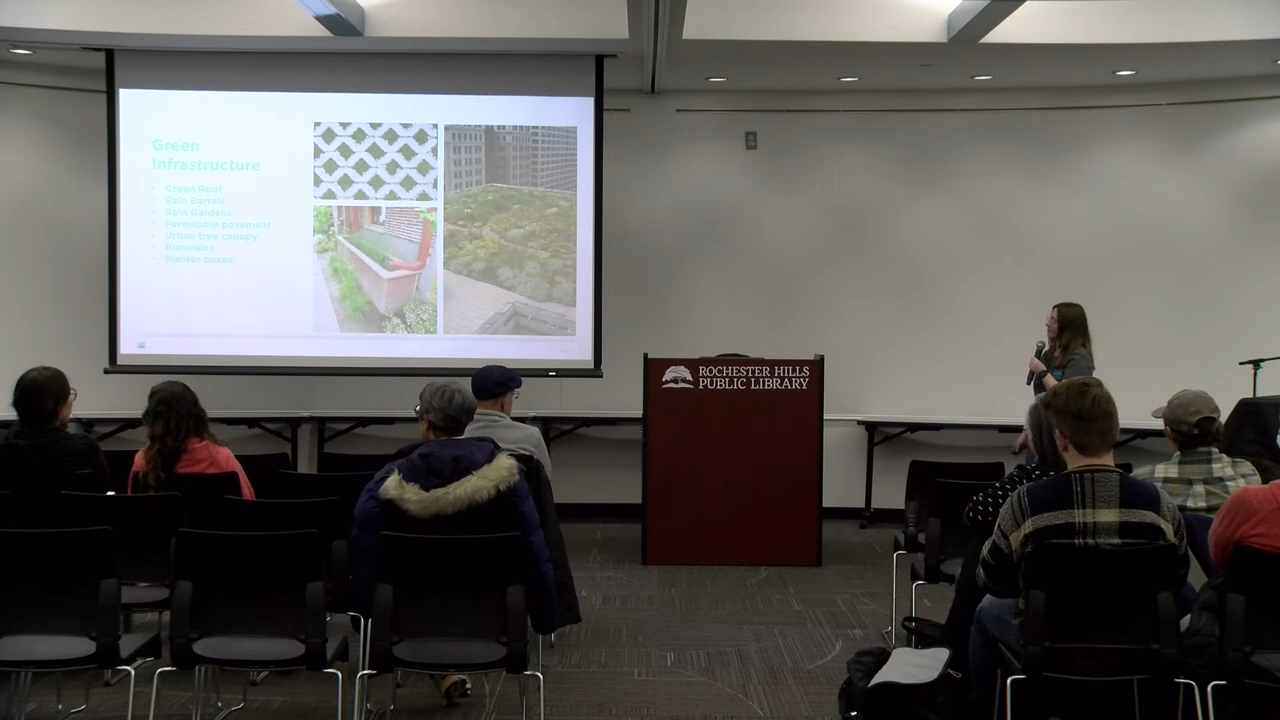 Green
Infrastructure
• Green Roof
• Rain Barrels
• Rain Gardens
• Permeable pavement
• Urban tree canopy
• Bioswales
• Planter boxes
ROCHESTER HILLS
PUBLIC LIBRARY